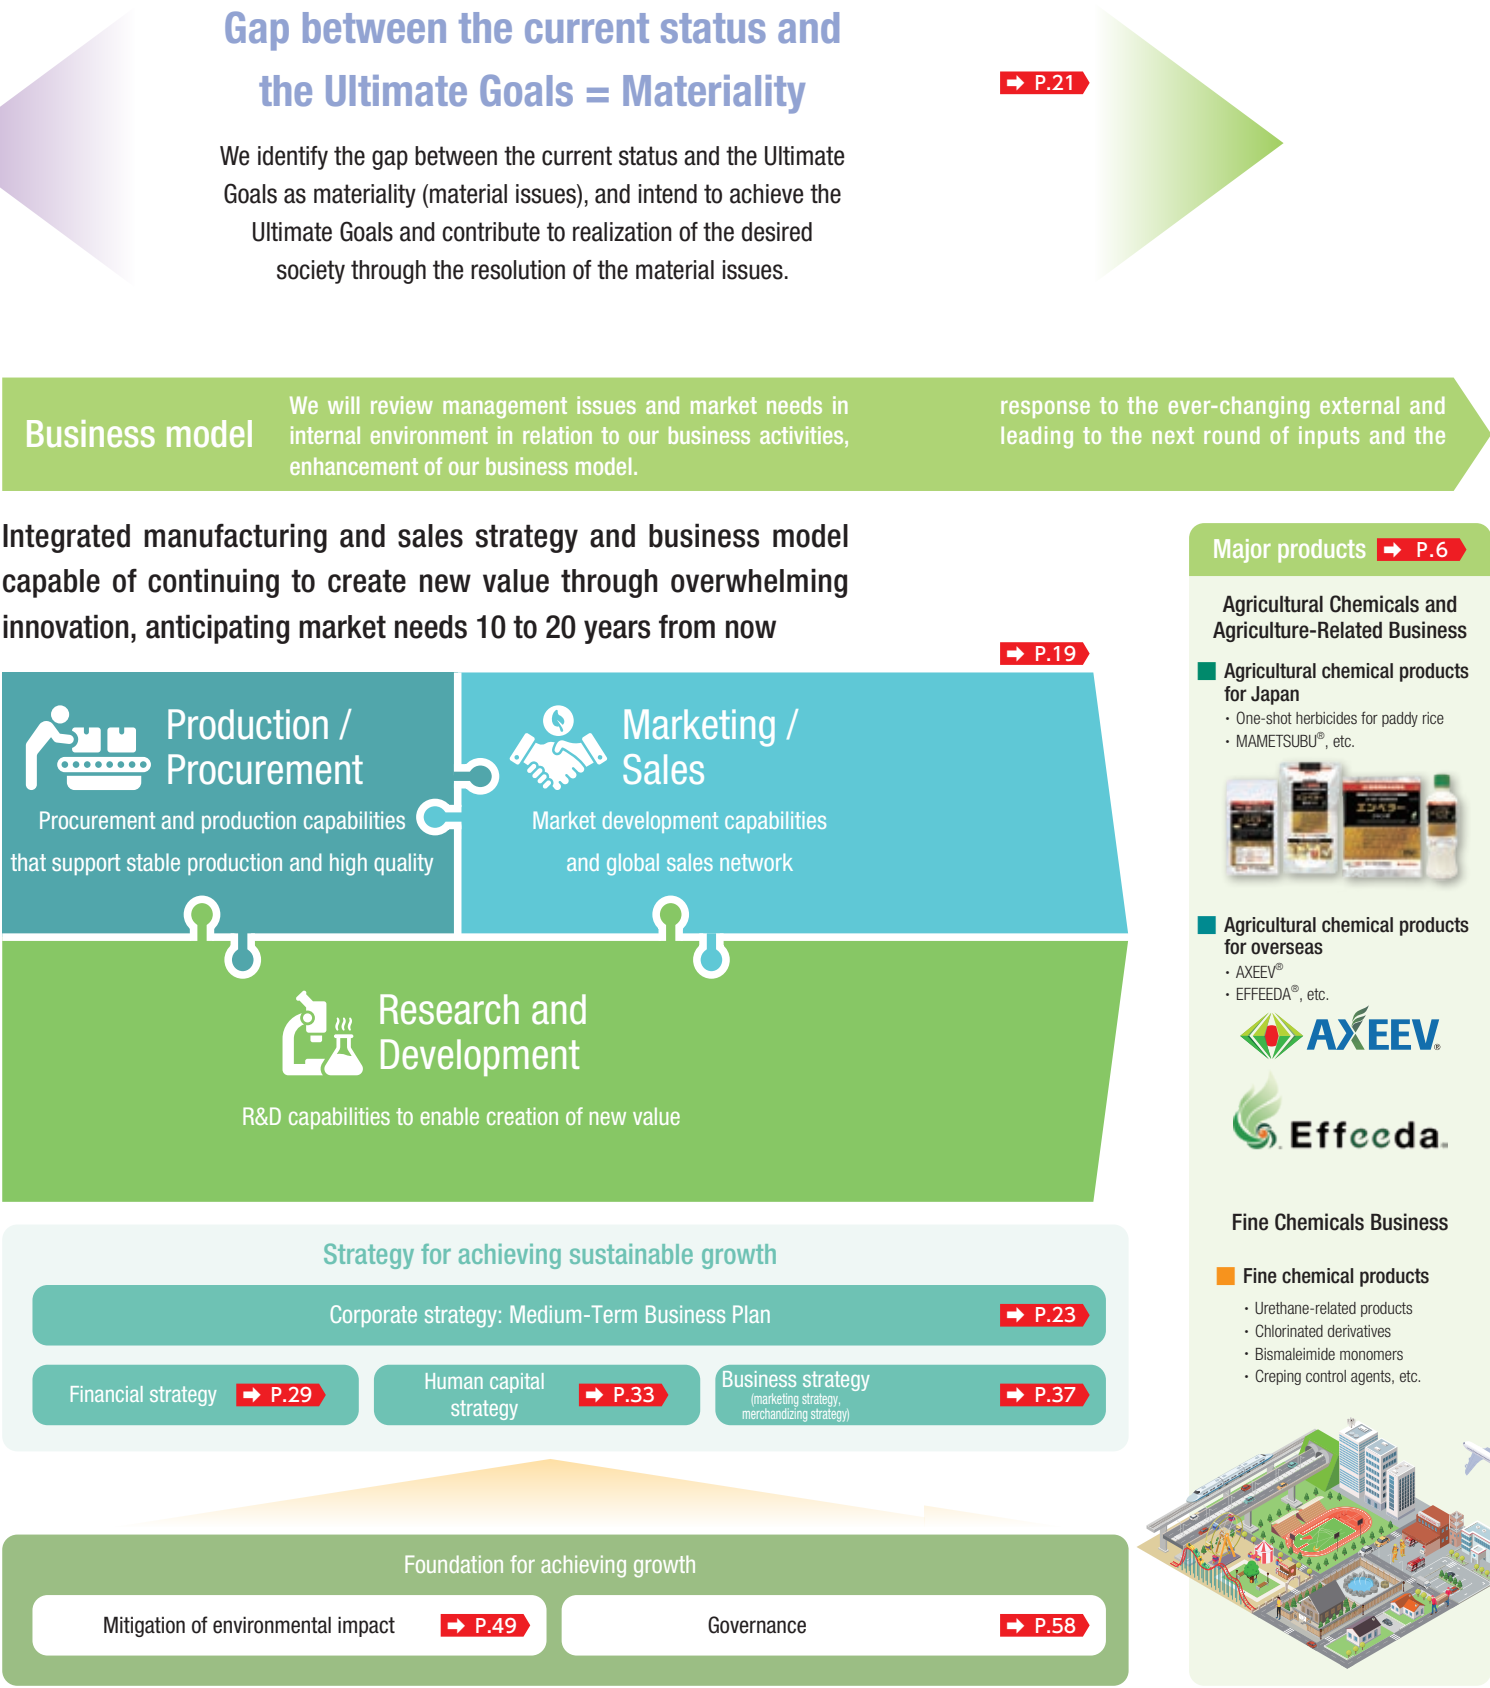 Gap between the current status and
the Ultimate Goals = Materiality
P.21
We identify the gap between the current status and the Ultimate
Goals as materiality (material issues), and intend to achieve the
Ultimate Goals and contribute to realization of the desired
society through the resolution of the material issues.
Business model
We will review management issues and market needs in
internal environment in relation to our business activities,
enhancement of our business model.
response to the ever-changing external and
leading to the next round of inputs and the
Integrated manufacturing and sales strategy and business model
capable of continuing to create new value through overwhelming
innovation, anticipating market needs 10 to 20 years from now
P.19
Production /
Procurement
Procurement and production capabilities
that support stable production and high quality
Marketing /
Sales
Market development capabilities
and global sales network
Research and
Development
R&D capabilities to enable creation of new value
Strategy for achieving sustainable growth
Corporate strategy: Medium-Term Business Plan
P.23
Financial strategy
P.29
Human capital
strategy
P.33
Business strategy
(marketing strategy,
merchandizing strategy)
P.37
Foundation for achieving growth
Mitigation of environmental impact
P.49
Governance
P.58
Major products
P.6
Agricultural Chemicals and
Agriculture-Related Business
Agricultural chemical products
for Japan
・One-shot herbicides for paddy rice
・MAMETSUBU®, etc.
エンペラー
Agricultural chemical products
for overseas
・AXEEV®
・EFFEEDA®, etc.
AXEEV®
Effeeda
Fine Chemicals Business
Fine chemical products
・Urethane-related products
・Chlorinated derivatives
・Bismaleimide monomers
・Creping control agents, etc.